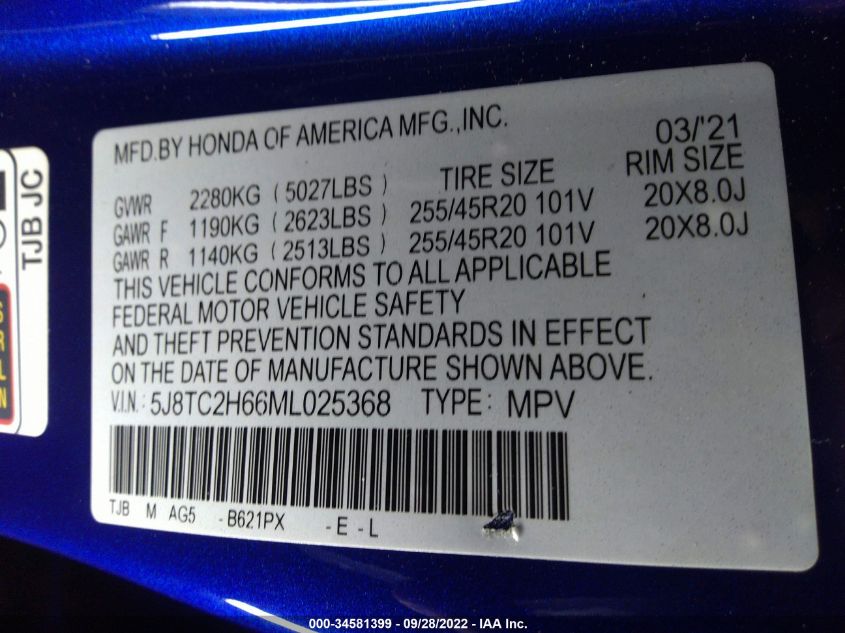 MFD.BY HONDA OF AMERICA MFG.,INC. 03/'21
TIRE SIZE RIM SIZE
GVWR 2280KG (5027LBS)
GAWR F 1190KG (2623LBS) 255/45R20 101V 20X8.0J
GAWR R 1140KG (2513LBS) 255/45R20 101V 20X8.0J
THIS VEHICLE CONFORMS TO ALL APPLICABLE
FEDERAL MOTOR VEHICLE SAFETY
AND THEFT PREVENTION STANDARDS IN EFFECT
ON THE DATE OF MANUFACTURE SHOWN ABOVE.
V.I.N.: 5J8TC2H66ML025368 TYPE: MPV
TJB M AG5 -B621PX -E-L
TJB JC
000-34581399 - 09/28/2022 - IAA Inc.